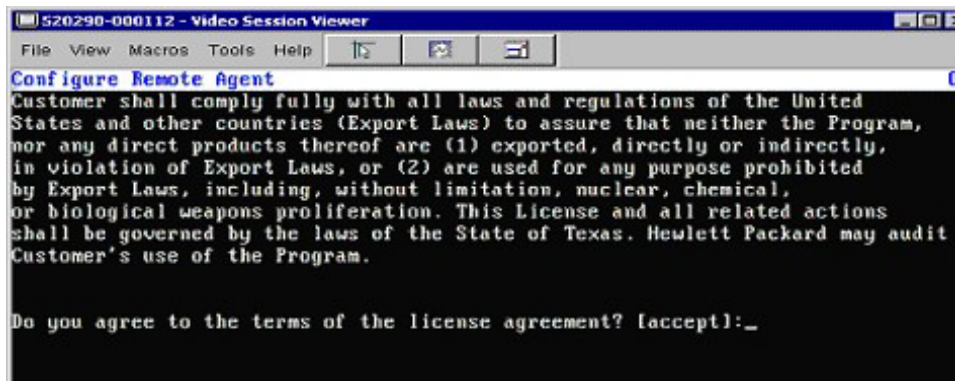 520290-000112 - Video Session Viewer
File View Macros Tools Help
Configure Remote Agent
Customer shall comply fully with all laws and regulations of the United
States and other countries (Export Laws) to assure that neither the Program,
nor any direct products thereof are (1) exported, directly or indirectly,
in violation of Export Laws, or (2) are used for any purpose prohibited
by Export Laws, including, without limitation, nuclear, chemical,
or biological weapons proliferation. This License and all related actions
shall be governed by the laws of the State of Texas. Hewlett Packard may audit
Customer's use of the Program.
Do you agree to the terms of the license agreement? [accept]:_